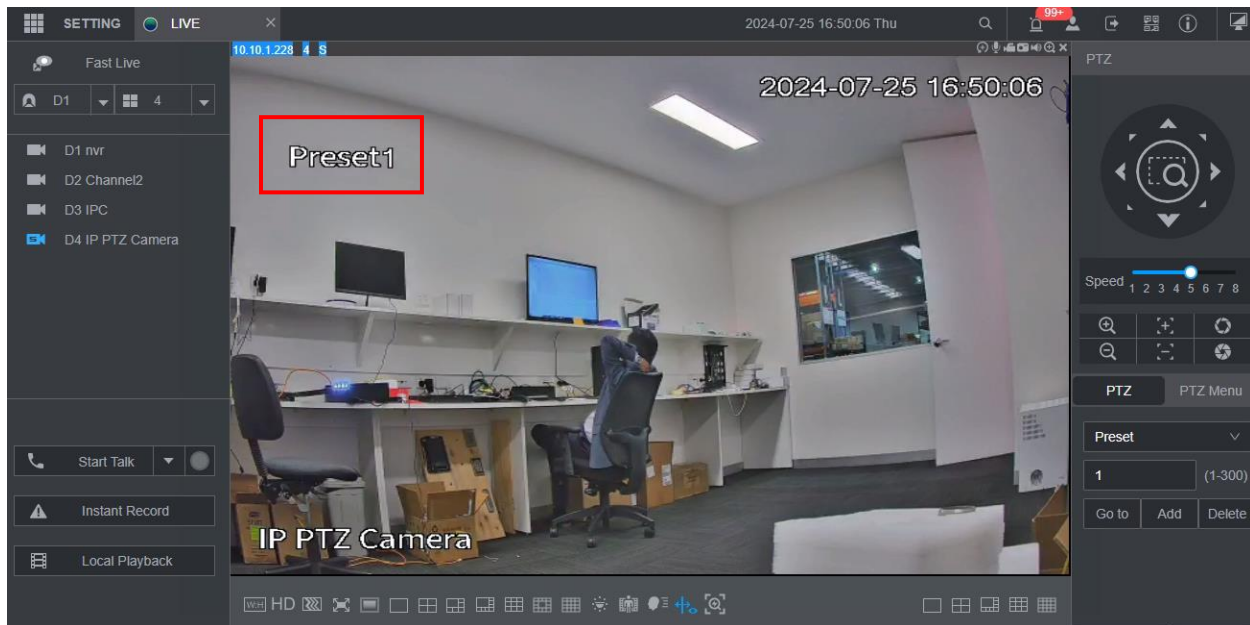 SETTING LIVE × 2024-07-25 16:50:06 Thu 99+
Fast Live
D1 4
D1 nvr
D2 Channel2
D3 IPC
D4 IP PTZ Camera
Start Talk
Instant Record
Local Playback
10.10.1.228 4 S
2024-07-25 16:50:06
Preset1
IP PTZ Camera
W:H HD
PTZ
Speed 1 2 3 4 5 6 7 8
PTZ PTZ Menu
Preset
1 (1-300)
Go to Add Delete